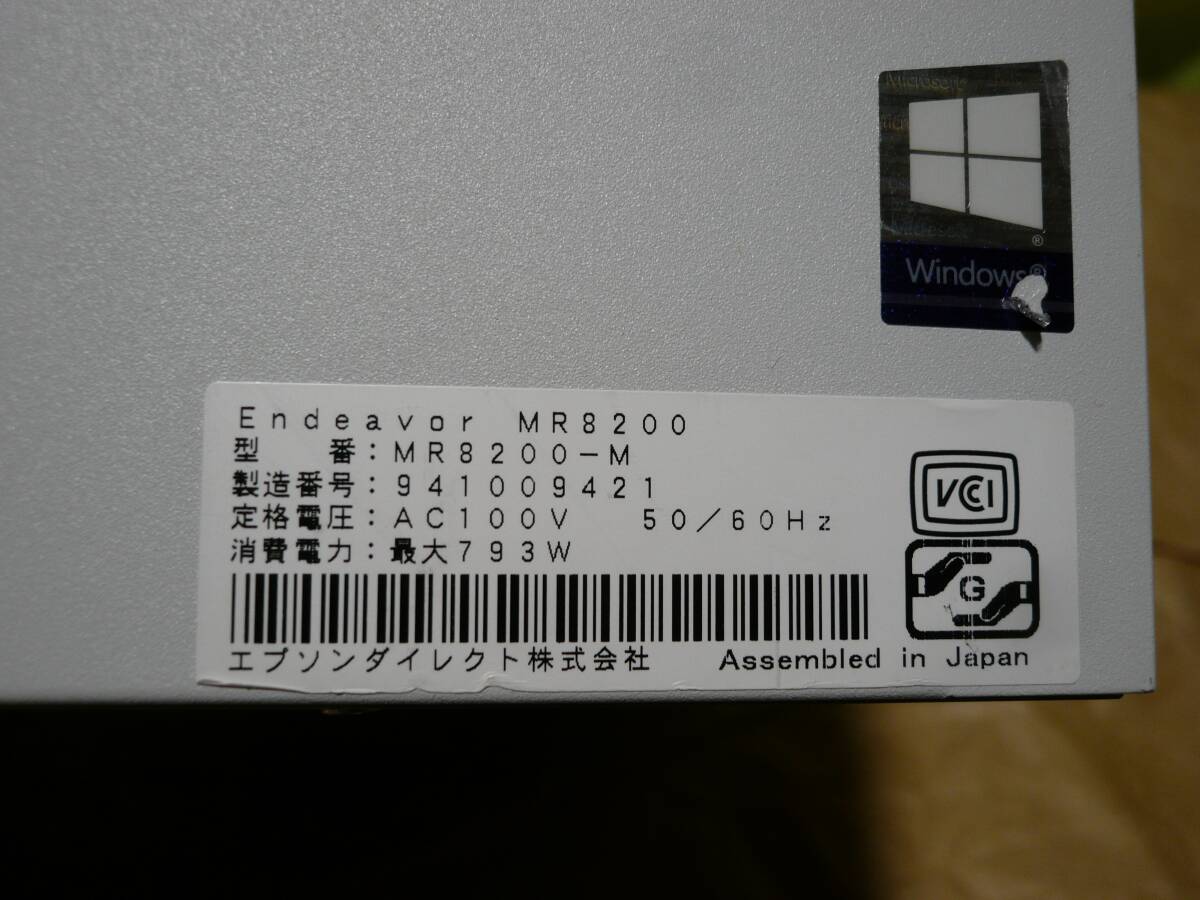 Microsoft
Windows®
Endeavor MR8200
型　番：MR8200-M
製造番号：941009421
定格電圧：AC100V 50/60Hz
消費電力：最大793W
VCCI
G
エプソンダイレクト株式会社 Assembled in Japan